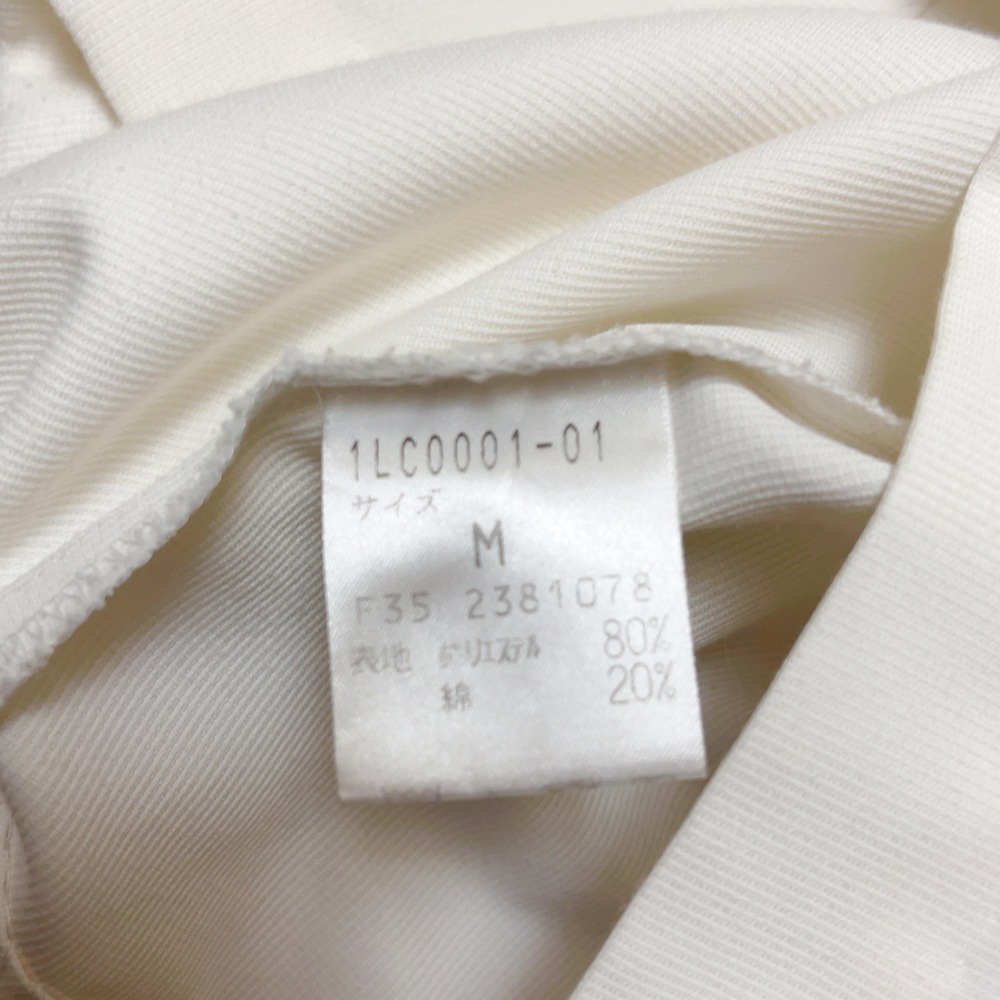 1LC0001-01
サイズ
M
F35 2381078
表地 ポリエステル 80%
綿 20%